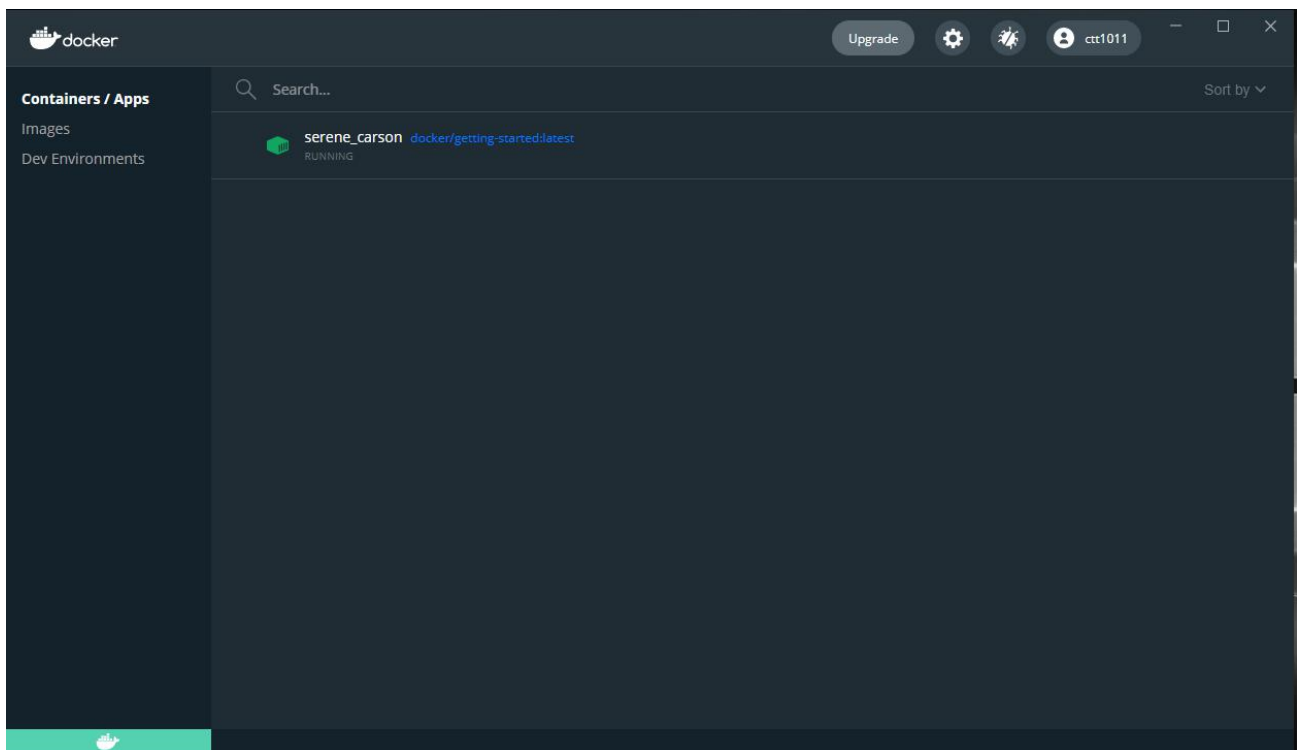 docker
Upgrade
ctt1011
Containers / Apps
Images
Dev Environments
Search...
Sort by
serene_carson docker/getting-started:latest
RUNNING